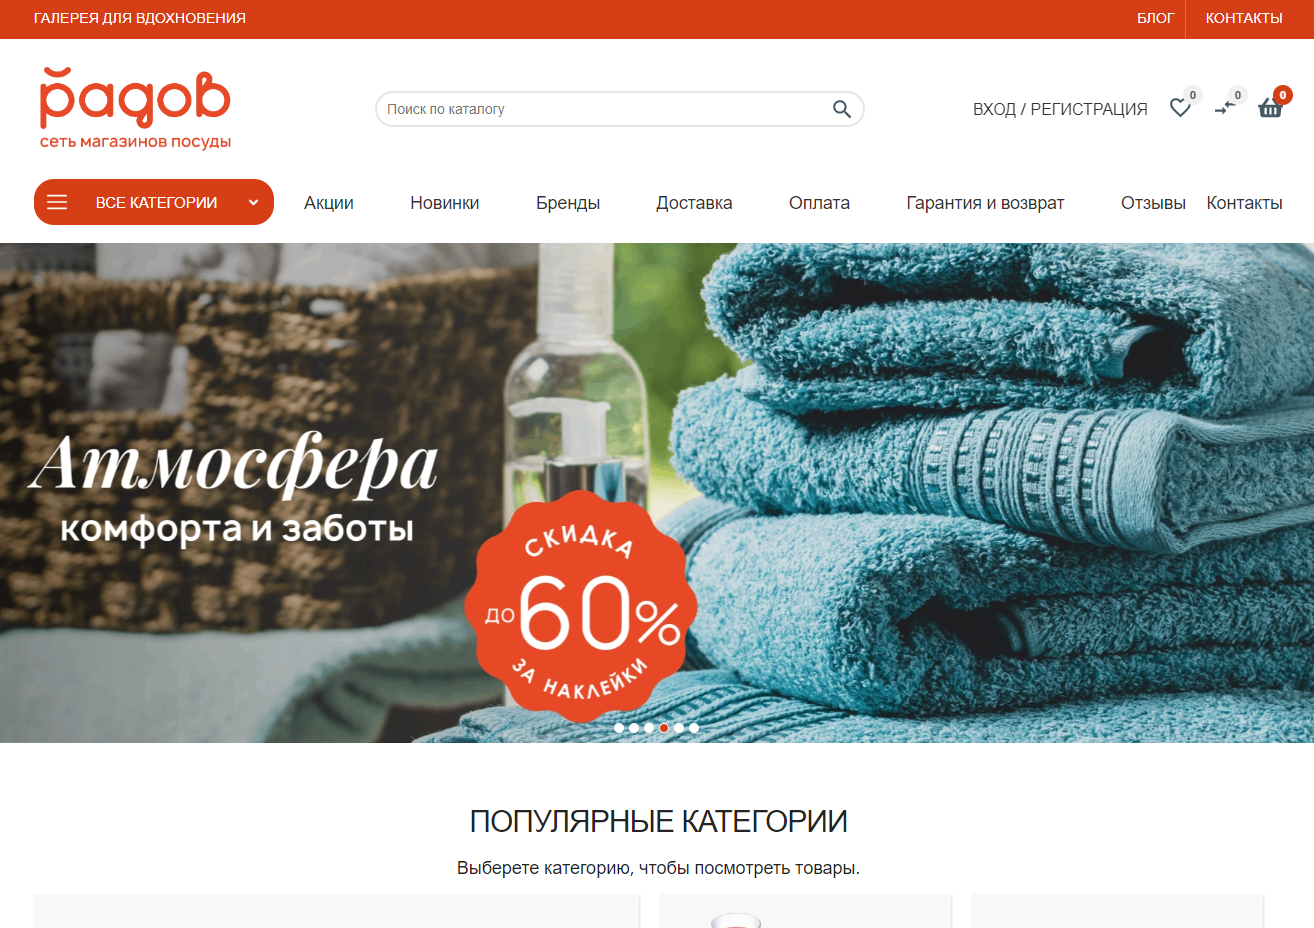 ГАЛЕРЕЯ ДЛЯ ВДОХНОВЕНИЯ
БЛОГ
КОНТАКТЫ
радов
сеть магазинов посуды
Поиск по каталогу
ВХОД / РЕГИСТРАЦИЯ
0
0
0
ВСЕ КАТЕГОРИИ
Акции
Новинки
Бренды
Доставка
Оплата
Гарантия и возврат
Отзывы
Контакты
Атмосфера
комфорта и заботы
СКИДКА
ДО 60%
ЗА НАКЛЕЙКИ
ПОПУЛЯРНЫЕ КАТЕГОРИИ
Выберете категорию, чтобы посмотреть товары.